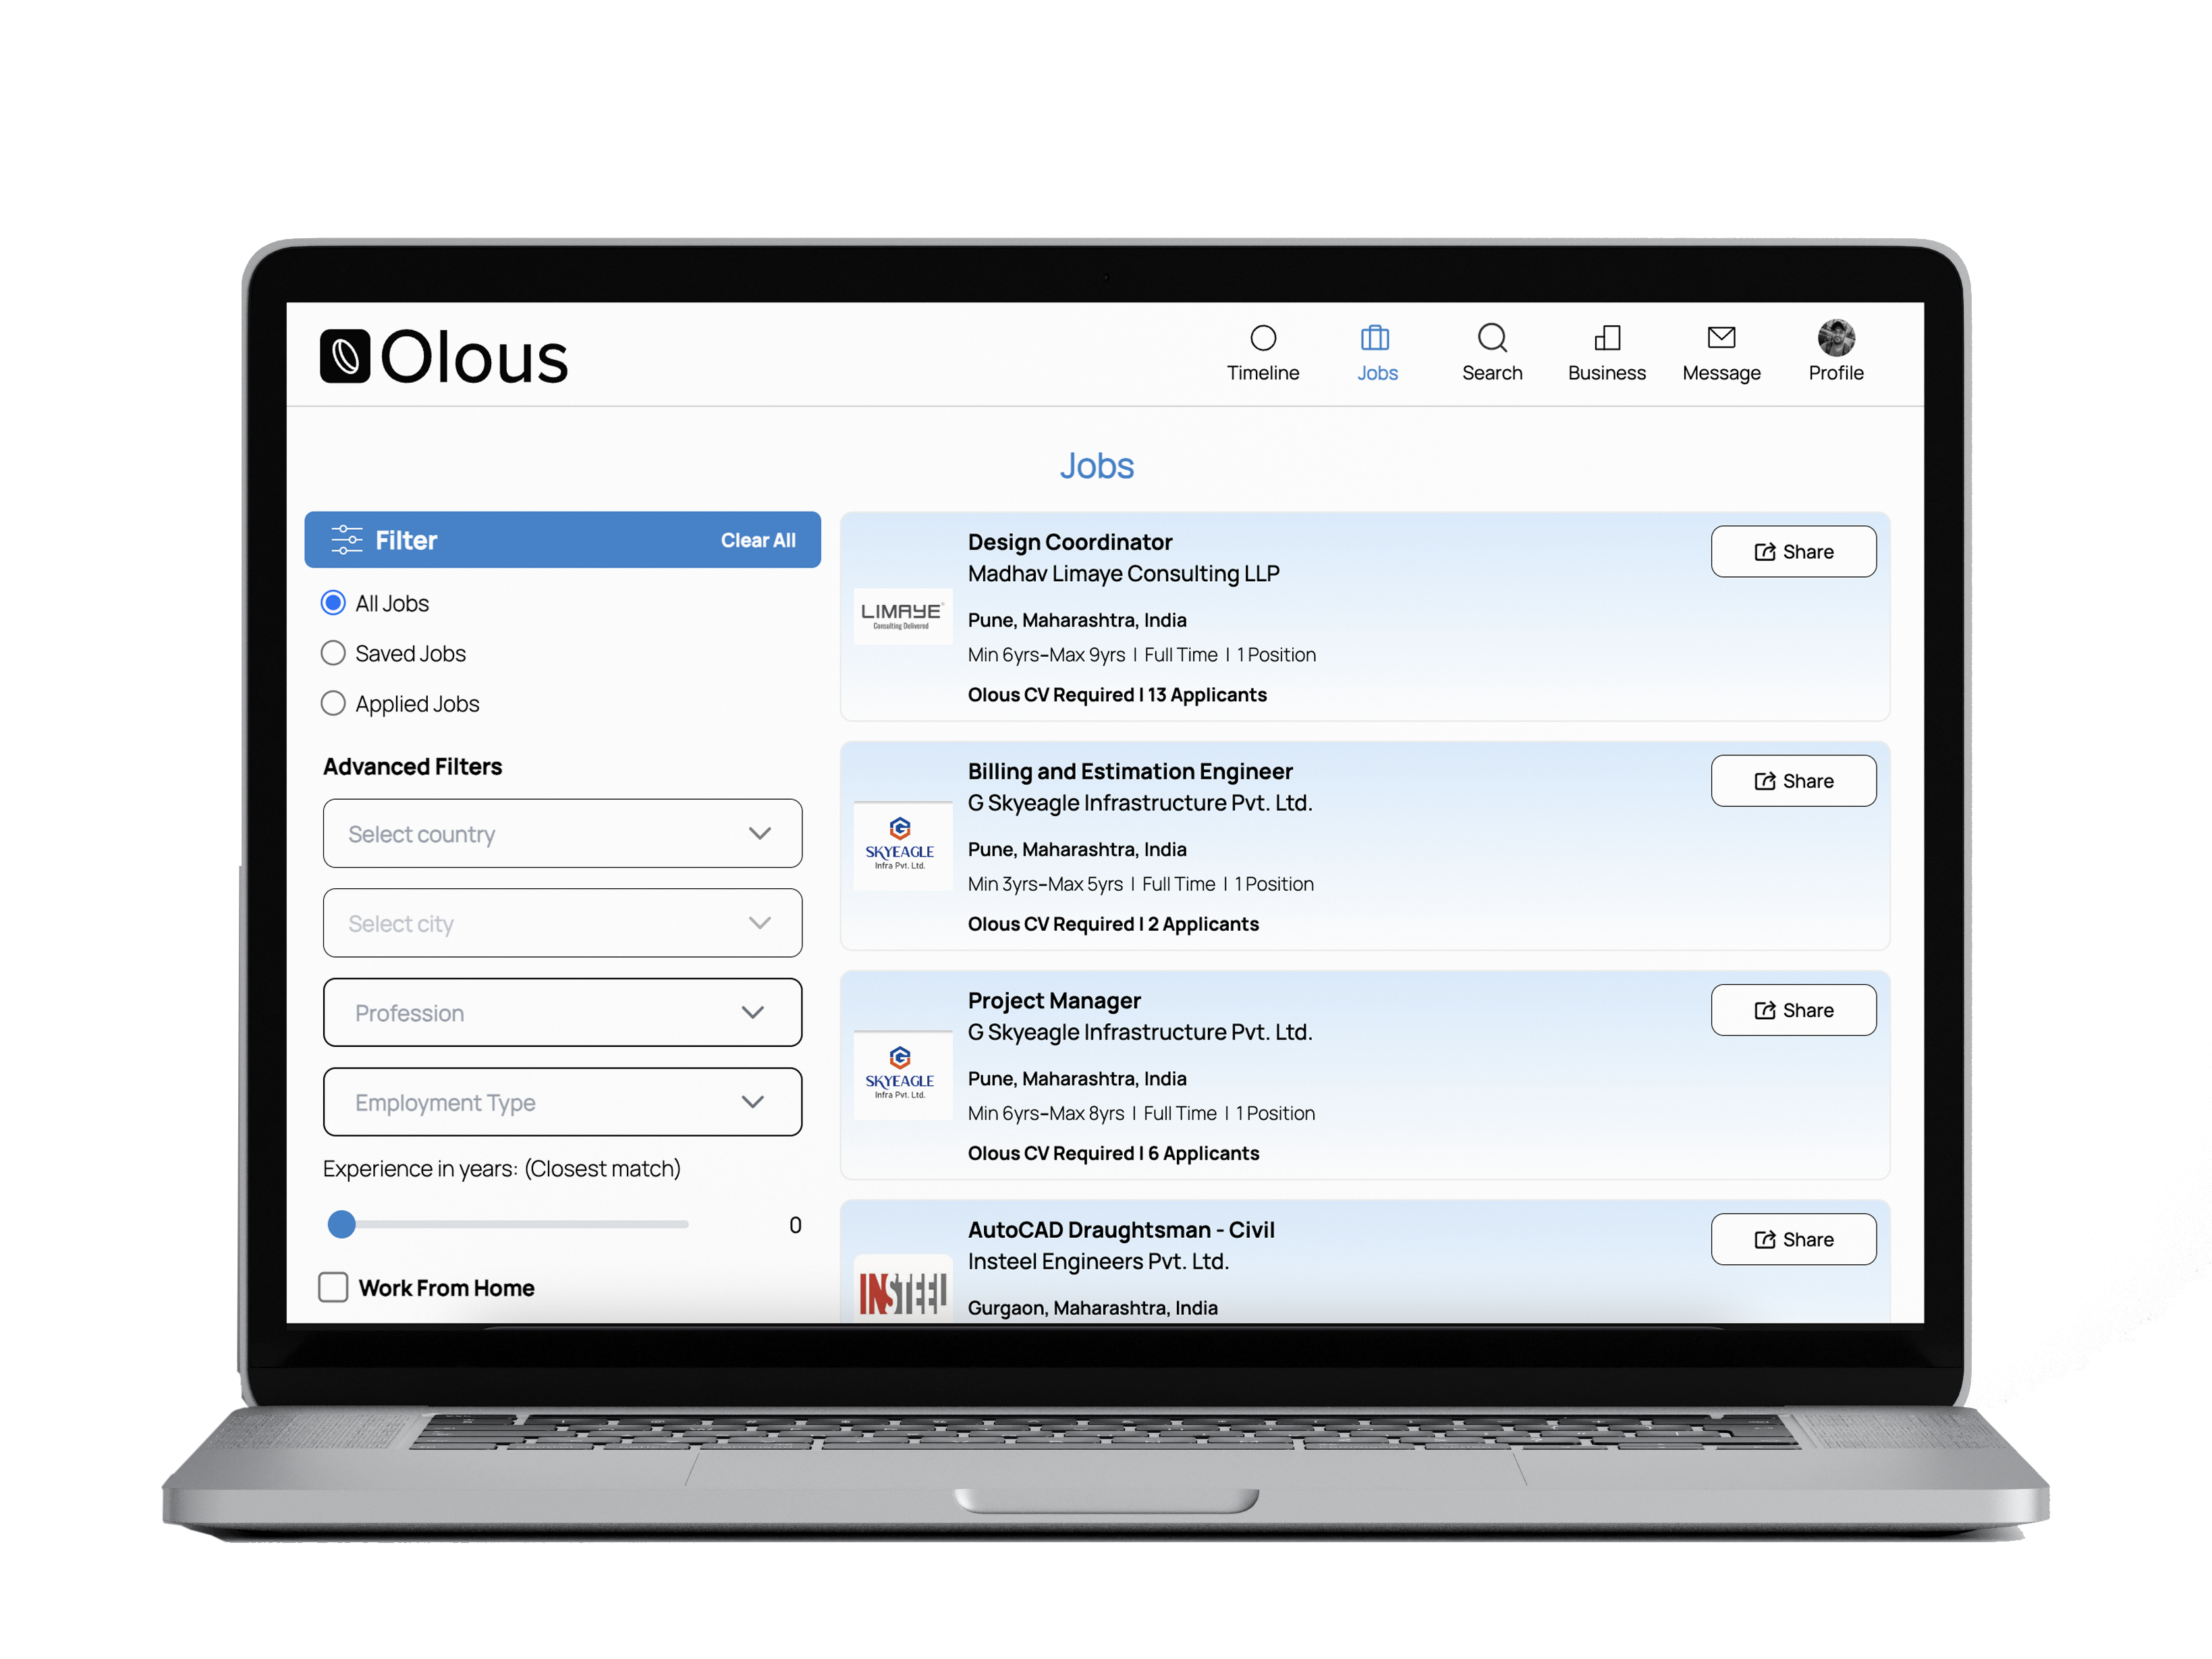 Olous
Timeline
Jobs
Search
Business
Message
Profile
Jobs
Filter
Clear All
All Jobs
Saved Jobs
Applied Jobs
Advanced Filters
Select country
Select city
Profession
Employment Type
Experience in years: (Closest match)
0
Work From Home
Design Coordinator
Madhav Limaye Consulting LLP
Share
LIMAYE
Consulting Delivered
Pune, Maharashtra, India
Min 6yrs-Max 9yrs | Full Time | 1 Position
Olous CV Required | 13 Applicants
Billing and Estimation Engineer
G Skyeagle Infrastructure Pvt. Ltd.
Share
SKYEAGLE
Infra Pvt. Ltd.
Pune, Maharashtra, India
Min 3yrs-Max 5yrs | Full Time | 1 Position
Olous CV Required | 2 Applicants
Project Manager
G Skyeagle Infrastructure Pvt. Ltd.
Share
SKYEAGLE
Infra Pvt. Ltd.
Pune, Maharashtra, India
Min 6yrs-Max 8yrs | Full Time | 1 Position
Olous CV Required | 6 Applicants
AutoCAD Draughtsman - Civil
Insteel Engineers Pvt. Ltd.
Share
INSTEEL
Gurgaon, Maharashtra, India